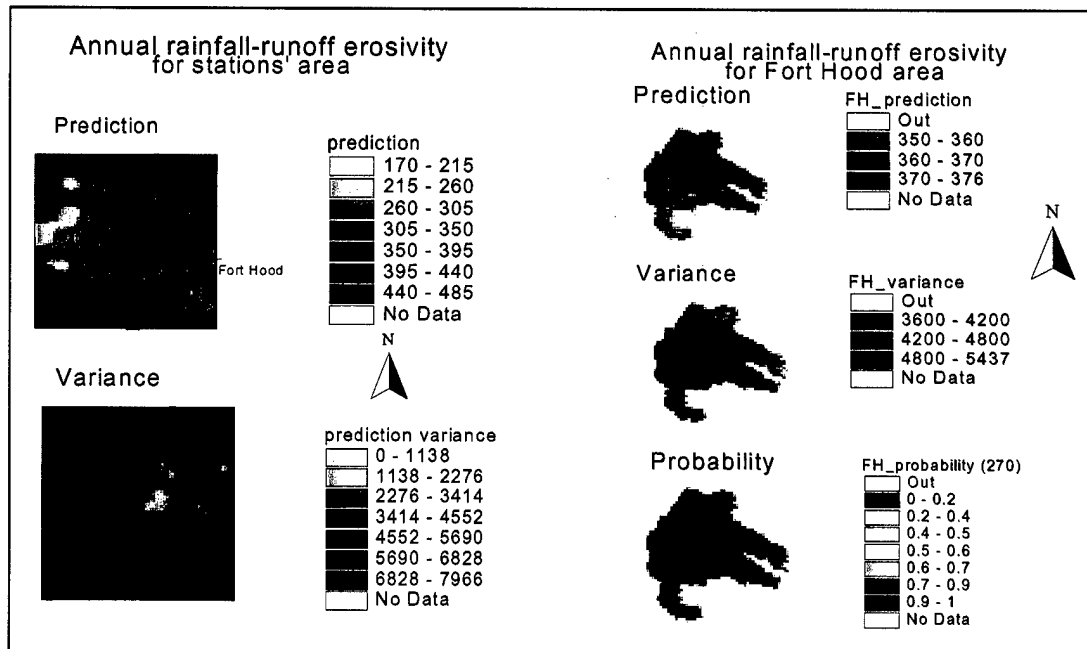 Annual rainfall-runoff erosivity
for stations' area
Prediction
prediction
170 - 215
215 - 260
260 - 305
305 - 350
350 - 395
395 - 440
440 - 485
No Data
Fort Hood
N
Variance
prediction variance
0 - 1138
1138 - 2276
2276 - 3414
3414 - 4552
4552 - 5690
5690 - 6828
6828 - 7966
No Data
Annual rainfall-runoff erosivity
for Fort Hood area
Prediction
FH_prediction
Out
350 - 360
360 - 370
370 - 376
No Data
N
Variance
FH_variance
Out
3600 - 4200
4200 - 4800
4800 - 5437
No Data
Probability
FH_probability (270)
Out
0 - 0.2
0.2 - 0.4
0.4 - 0.5
0.5 - 0.6
0.6 - 0.7
0.7 - 0.9
0.9 - 1
No Data